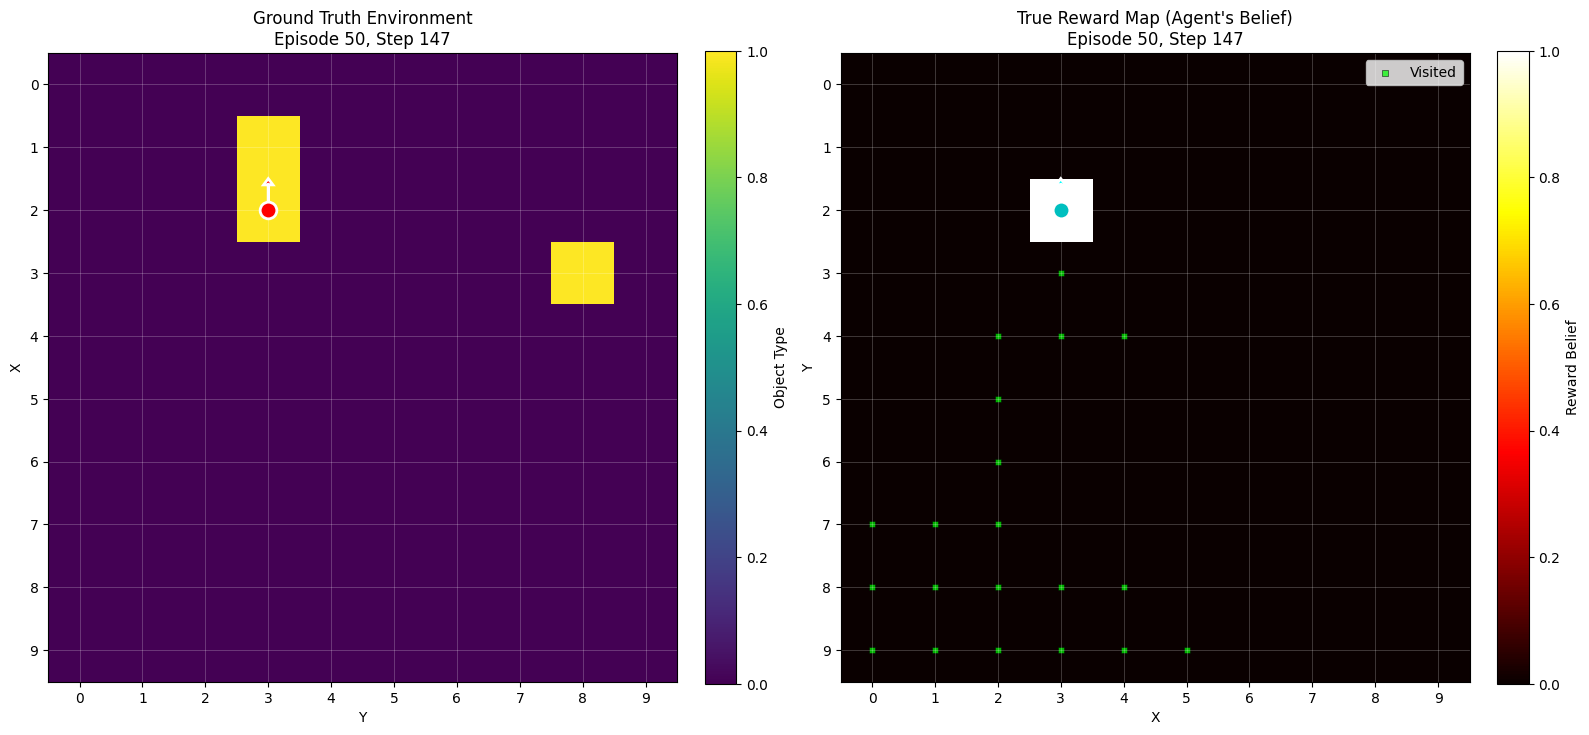 Ground Truth Environment
Episode 50, Step 147
0
1
2
3
4
5
6
7
8
9
X
0 1 2 3 4 5 6 7 8 9
Y
1.0
0.8
0.6
0.4
0.2
0.0
Object Type
True Reward Map (Agent's Belief)
Episode 50, Step 147
Visited
0
1
2
3
4
5
6
7
8
9
Y
0 1 2 3 4 5 6 7 8 9
X
1.0
0.8
0.6
0.4
0.2
0.0
Reward Belief